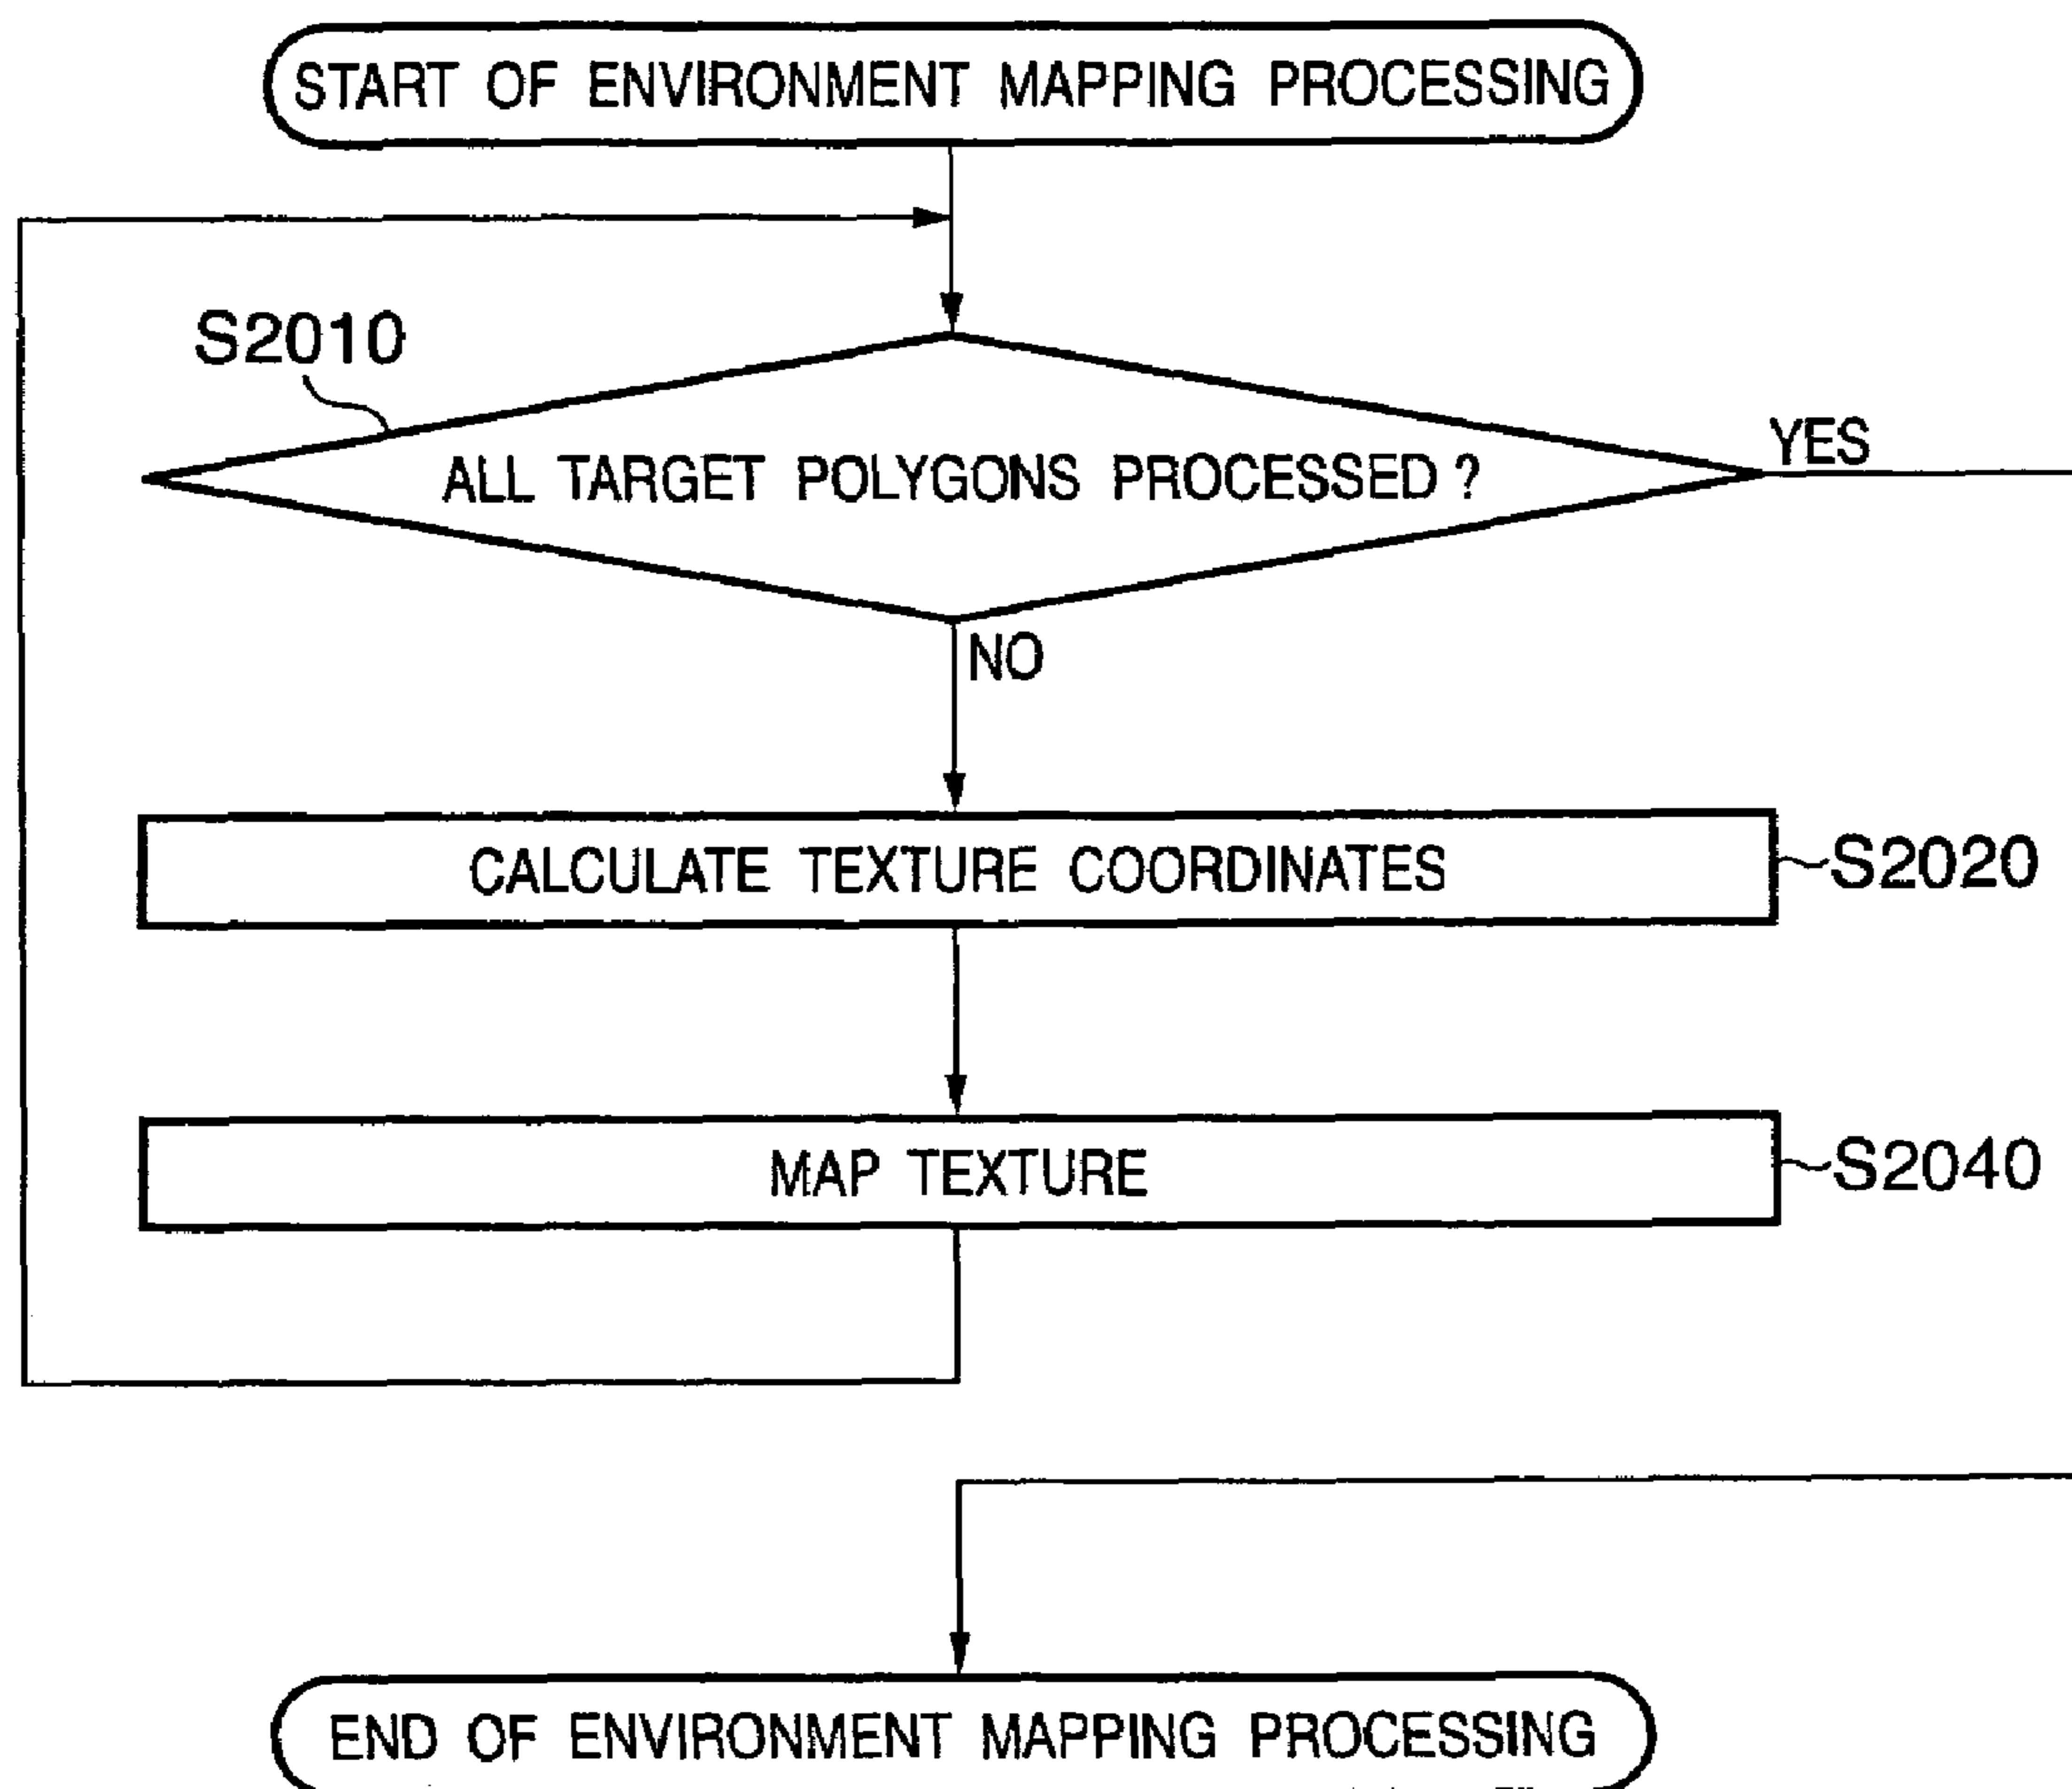 START OF ENVIRONMENT MAPPING PROCESSING
S2010
ALL TARGET POLYGONS PROCESSED ?
YES
NO
CALCULATE TEXTURE COORDINATES
S2020
MAP TEXTURE
S2040
END OF ENVIRONMENT MAPPING PROCESSING